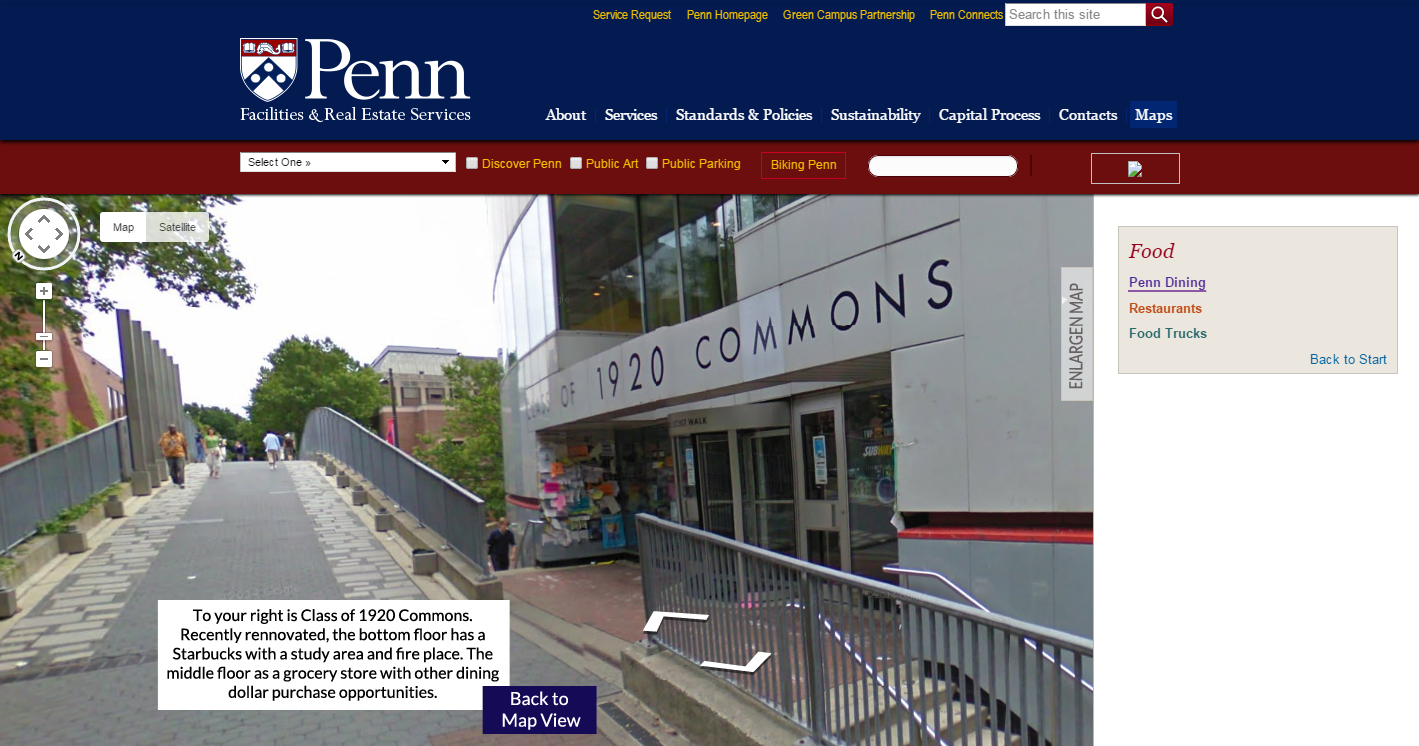 Service Request Penn Homepage Green Campus Partnership Penn Connects Search this site
Penn
Facilities & Real Estate Services
About Services Standards & Policies Sustainability Capital Process Contacts Maps
Select One » Discover Penn Public Art Public Parking Biking Penn
Map Satellite
N
CLASS OF 1920 COMMONS
LOCUST WALK
SUBWAY
ENLARGEN MAP
Food
Penn Dining
Restaurants
Food Trucks
Back to Start
To your right is Class of 1920 Commons.
Recently rennovated, the bottom floor has a
Starbucks with a study area and fire place. The
middle floor as a grocery store with other dining
dollar purchase opportunities.
Back to
Map View